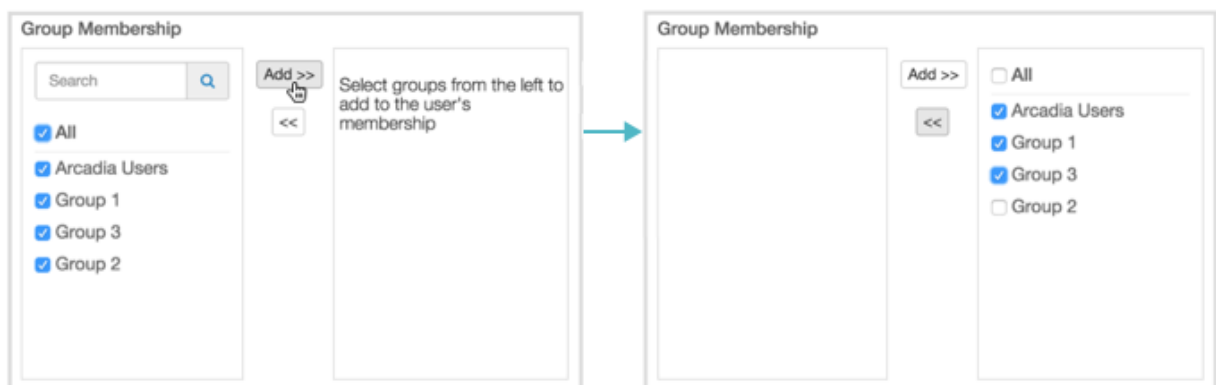 Group Membership
Search
All
Arcadia Users
Group 1
Group 3
Group 2
Add >>
<<
Select groups from the left to
add to the user's
membership
Group Membership
Add >>
<<
All
Arcadia Users
Group 1
Group 3
Group 2